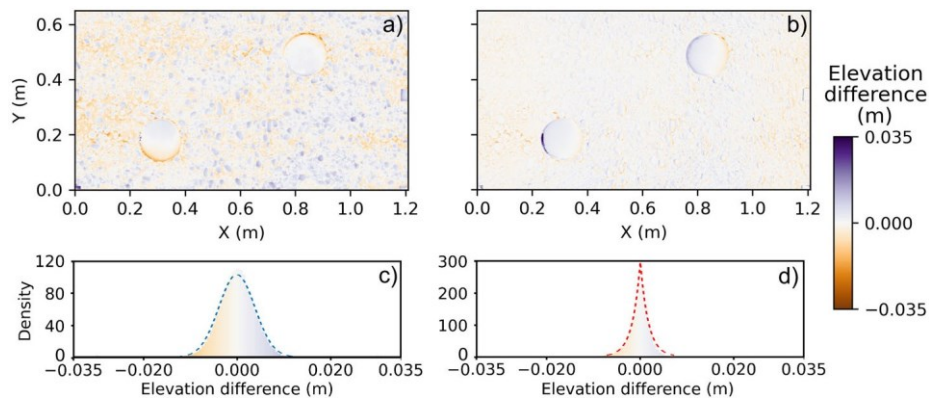 a)
0.6
0.4
0.2
0.0
Y (m)
0.0 0.2 0.4 0.6 0.8 1.0 1.2
X (m)
b)
0.0 0.2 0.4 0.6 0.8 1.0 1.2
X (m)
Elevation
difference
(m)
0.035
0.000
−0.035
c)
120
80
40
0
Density
−0.035 −0.020 0.000 0.020 0.035
Elevation difference (m)
d)
300
200
100
0
−0.035 −0.020 0.000 0.020 0.035
Elevation difference (m)